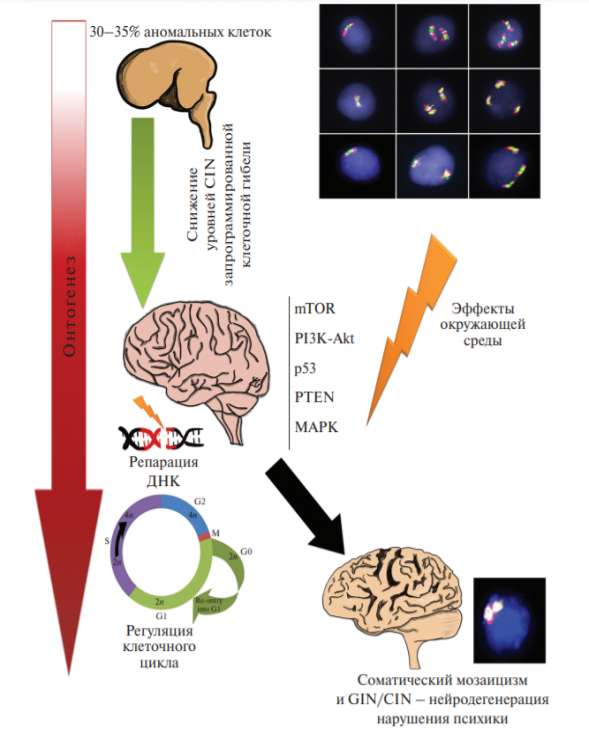 30–35% аномальных клеток
Снижение
уровней CIN
запрограммированной
клеточной гибели
Онтогенез
mTOR
PI3K-Akt
p53
PTEN
MAPK
Эффекты
окружающей
среды
Репарация
ДНК
G2
4n
4n
M
S
2n
2n
G0
2n
Re-entry
into G1
G1
Регуляция
клеточного
цикла
Соматический мозаицизм
и GIN/CIN – нейродегенерация
нарушения психики